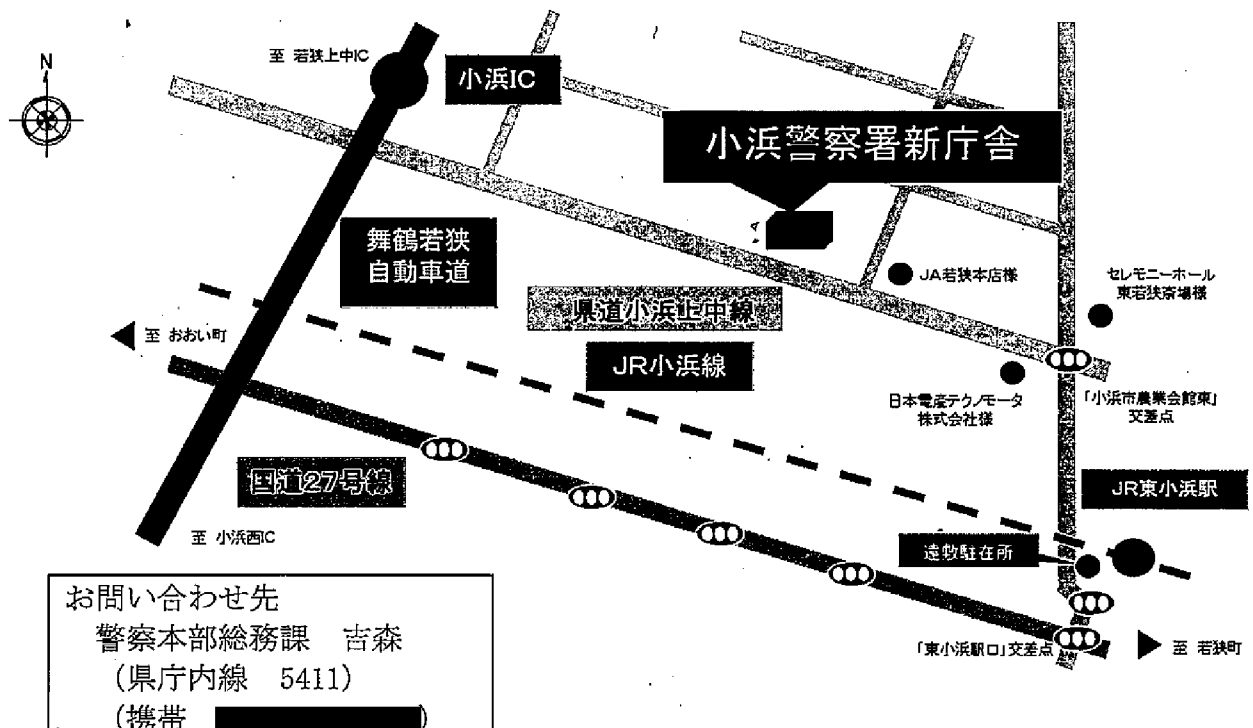 至 若狭上中IC
N
小浜IC
小浜警察署新庁舎
舞鶴若狭
自動車道
JA若狭本店様
セレモニーホール
東若狭斎場様
県道小浜上中線
至 おおい町
JR小浜線
日本電産テクノモータ
株式会社様
「小浜市農業会館東」
交差点
国道27号線
JR東小浜駅
至 小浜西IC
遠敷駐在所
「東小浜駅口」交差点
至 若狭町
お問い合わせ先
警察本部総務課 吉森
(県庁内線 5411)
(携帯 )